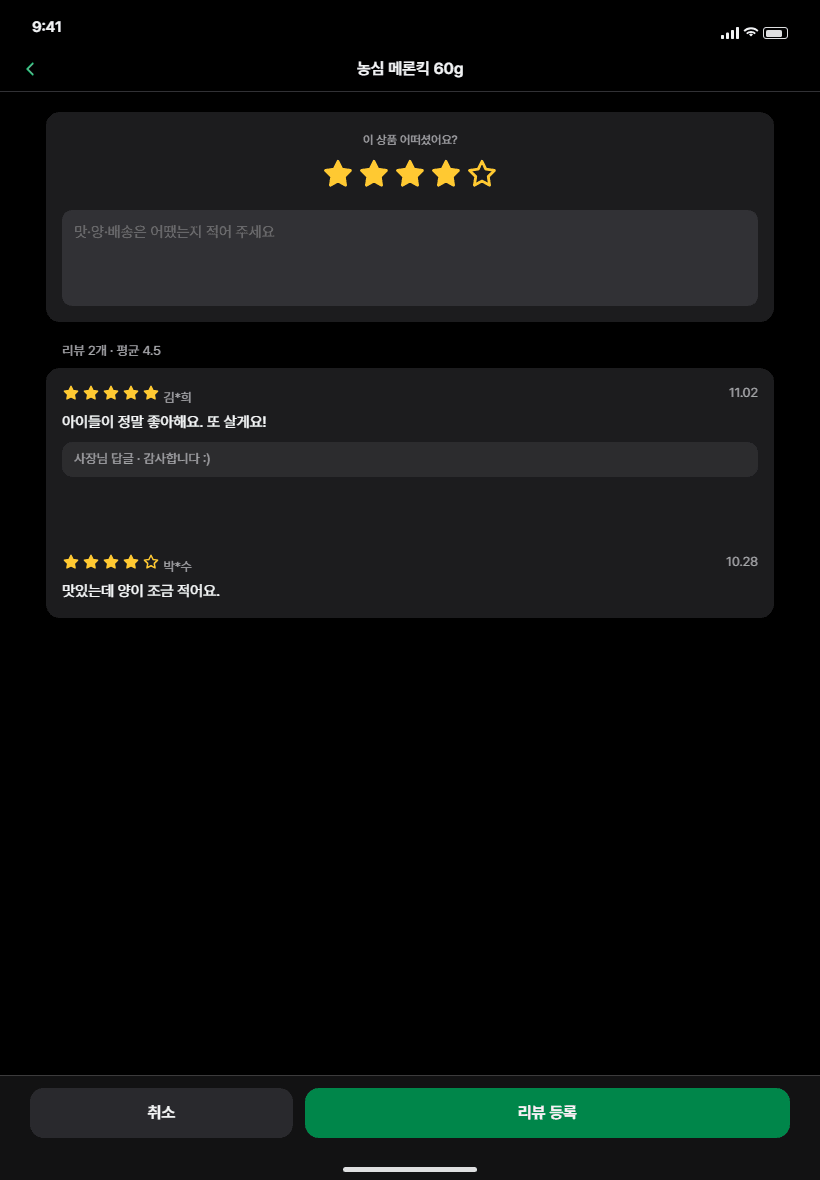 9:41
농심 메론킥 60g
이 상품 어떠셨어요?
맛·양·배송은 어땠는지 적어 주세요
리뷰 2개 · 평균 4.5
김*희 11.02
아이들이 정말 좋아해요. 또 살게요!
사장님 답글 · 감사합니다 :)
박*수 10.28
맛있는데 양이 조금 적어요.
취소 리뷰 등록